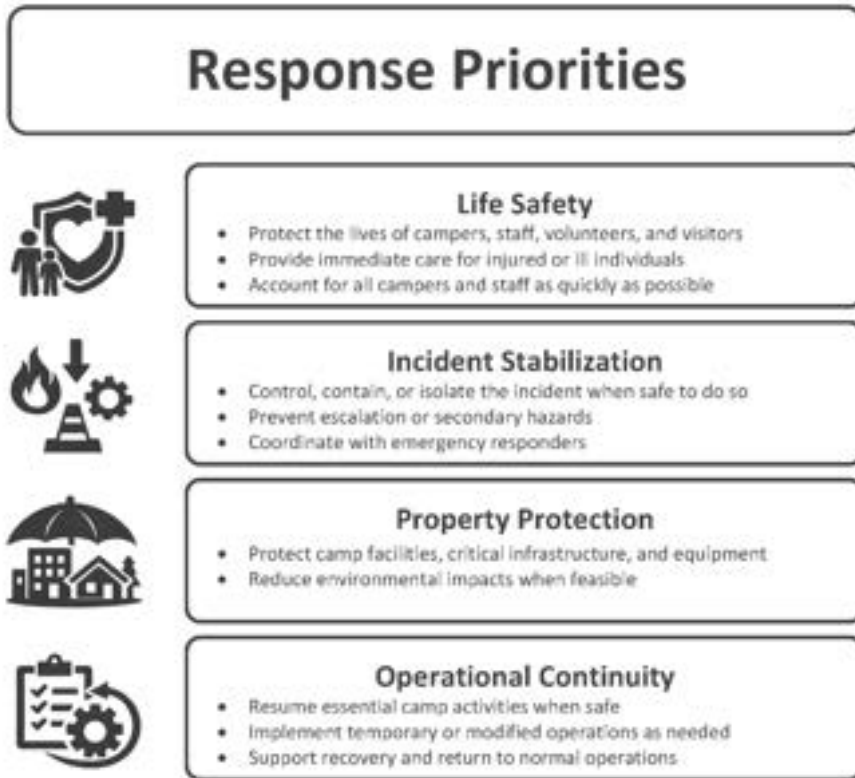 Response Priorities
Life Safety
• Protect the lives of campers, staff, volunteers, and visitors
• Provide immediate care for injured or ill individuals
• Account for all campers and staff as quickly as possible
Incident Stabilization
• Control, contain, or isolate the incident when safe to do so
• Prevent escalation or secondary hazards
• Coordinate with emergency responders
Property Protection
• Protect camp facilities, critical infrastructure, and equipment
• Reduce environmental impacts when feasible
Operational Continuity
• Resume essential camp activities when safe
• Implement temporary or modified operations as needed
• Support recovery and return to normal operations